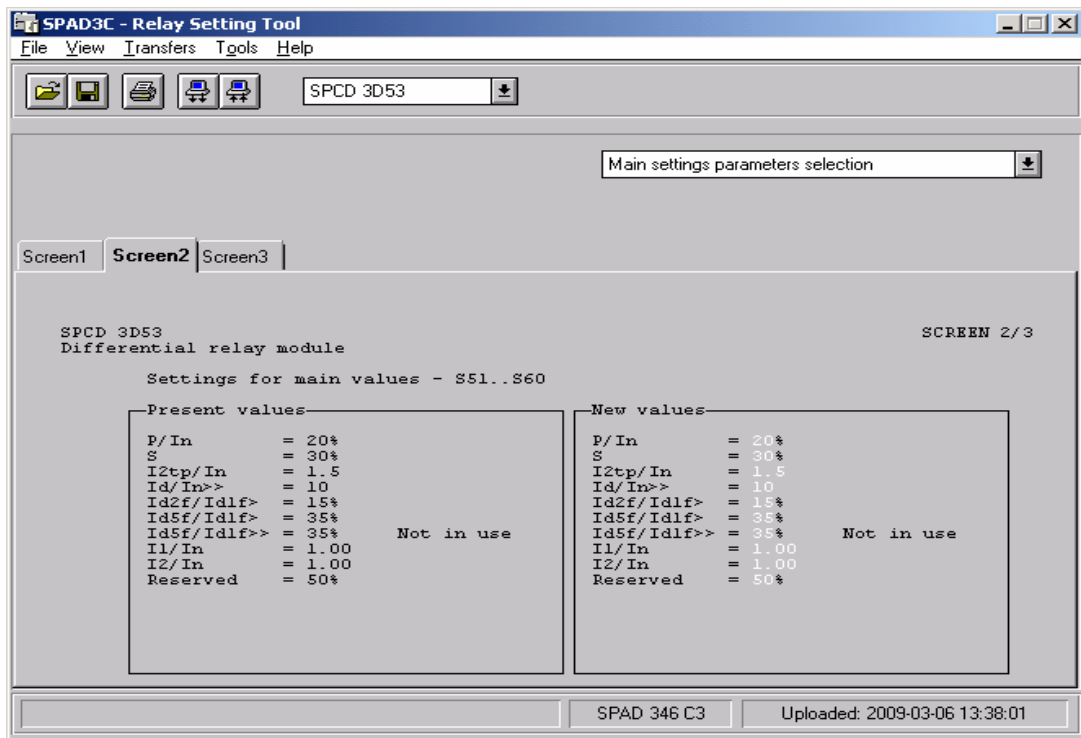 SPAD3C - Relay Setting Tool
File View Transfers Tools Help
SPCD 3D53
Main settings parameters selection
Screen1 Screen2 Screen3
SPCD 3D53 SCREEN 2/3
Differential relay module
Settings for main values - S51..S60
Present values New values
P/In = 20% P/In = 20%
S = 30% S = 30%
I2tp/In = 1.5 I2tp/In = 1.5
Id/In>> = 10 Id/In>> = 10
Id2f/Id1f> = 15% Id2f/Id1f> = 15%
Id5f/Id1f> = 35% Id5f/Id1f> = 35%
Id5f/Id1f>> = 35% Not in use Id5f/Id1f>> = 35% Not in use
I1/In = 1.00 I1/In = 1.00
I2/In = 1.00 I2/In = 1.00
Reserved = 50% Reserved = 50%
SPAD 346 C3 Uploaded: 2009-03-06 13:38:01